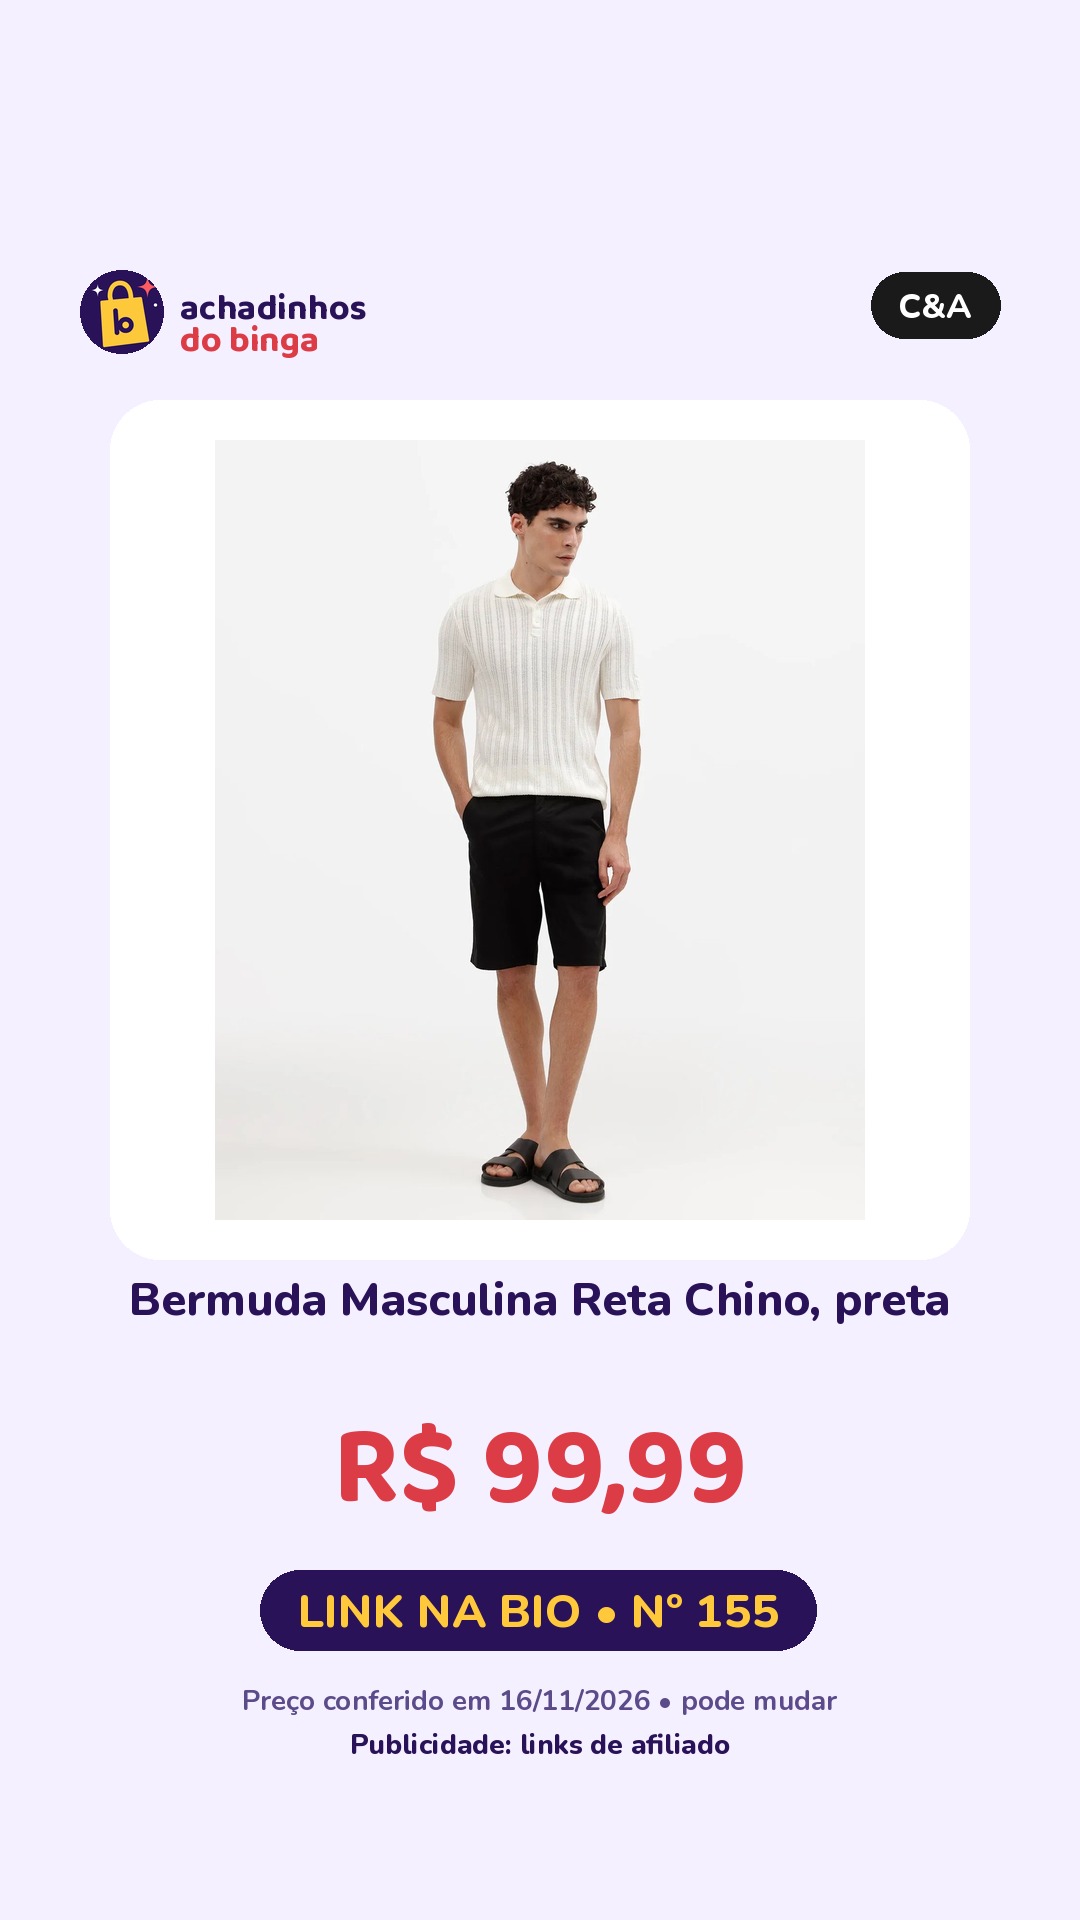 achadinhos
do binga
b
C&A
Bermuda Masculina Reta Chino, preta
R$ 99,99
LINK NA BIO • Nº 155
Preço conferido em 16/11/2026 • pode mudar
Publicidade: links de afiliado